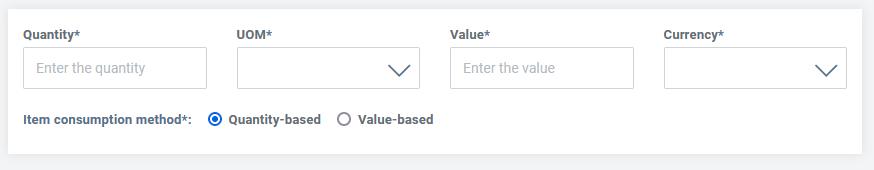 Quantity* UOM* Value* Currency*
Enter the quantity Enter the value
Item consumption method*: Quantity-based Value-based